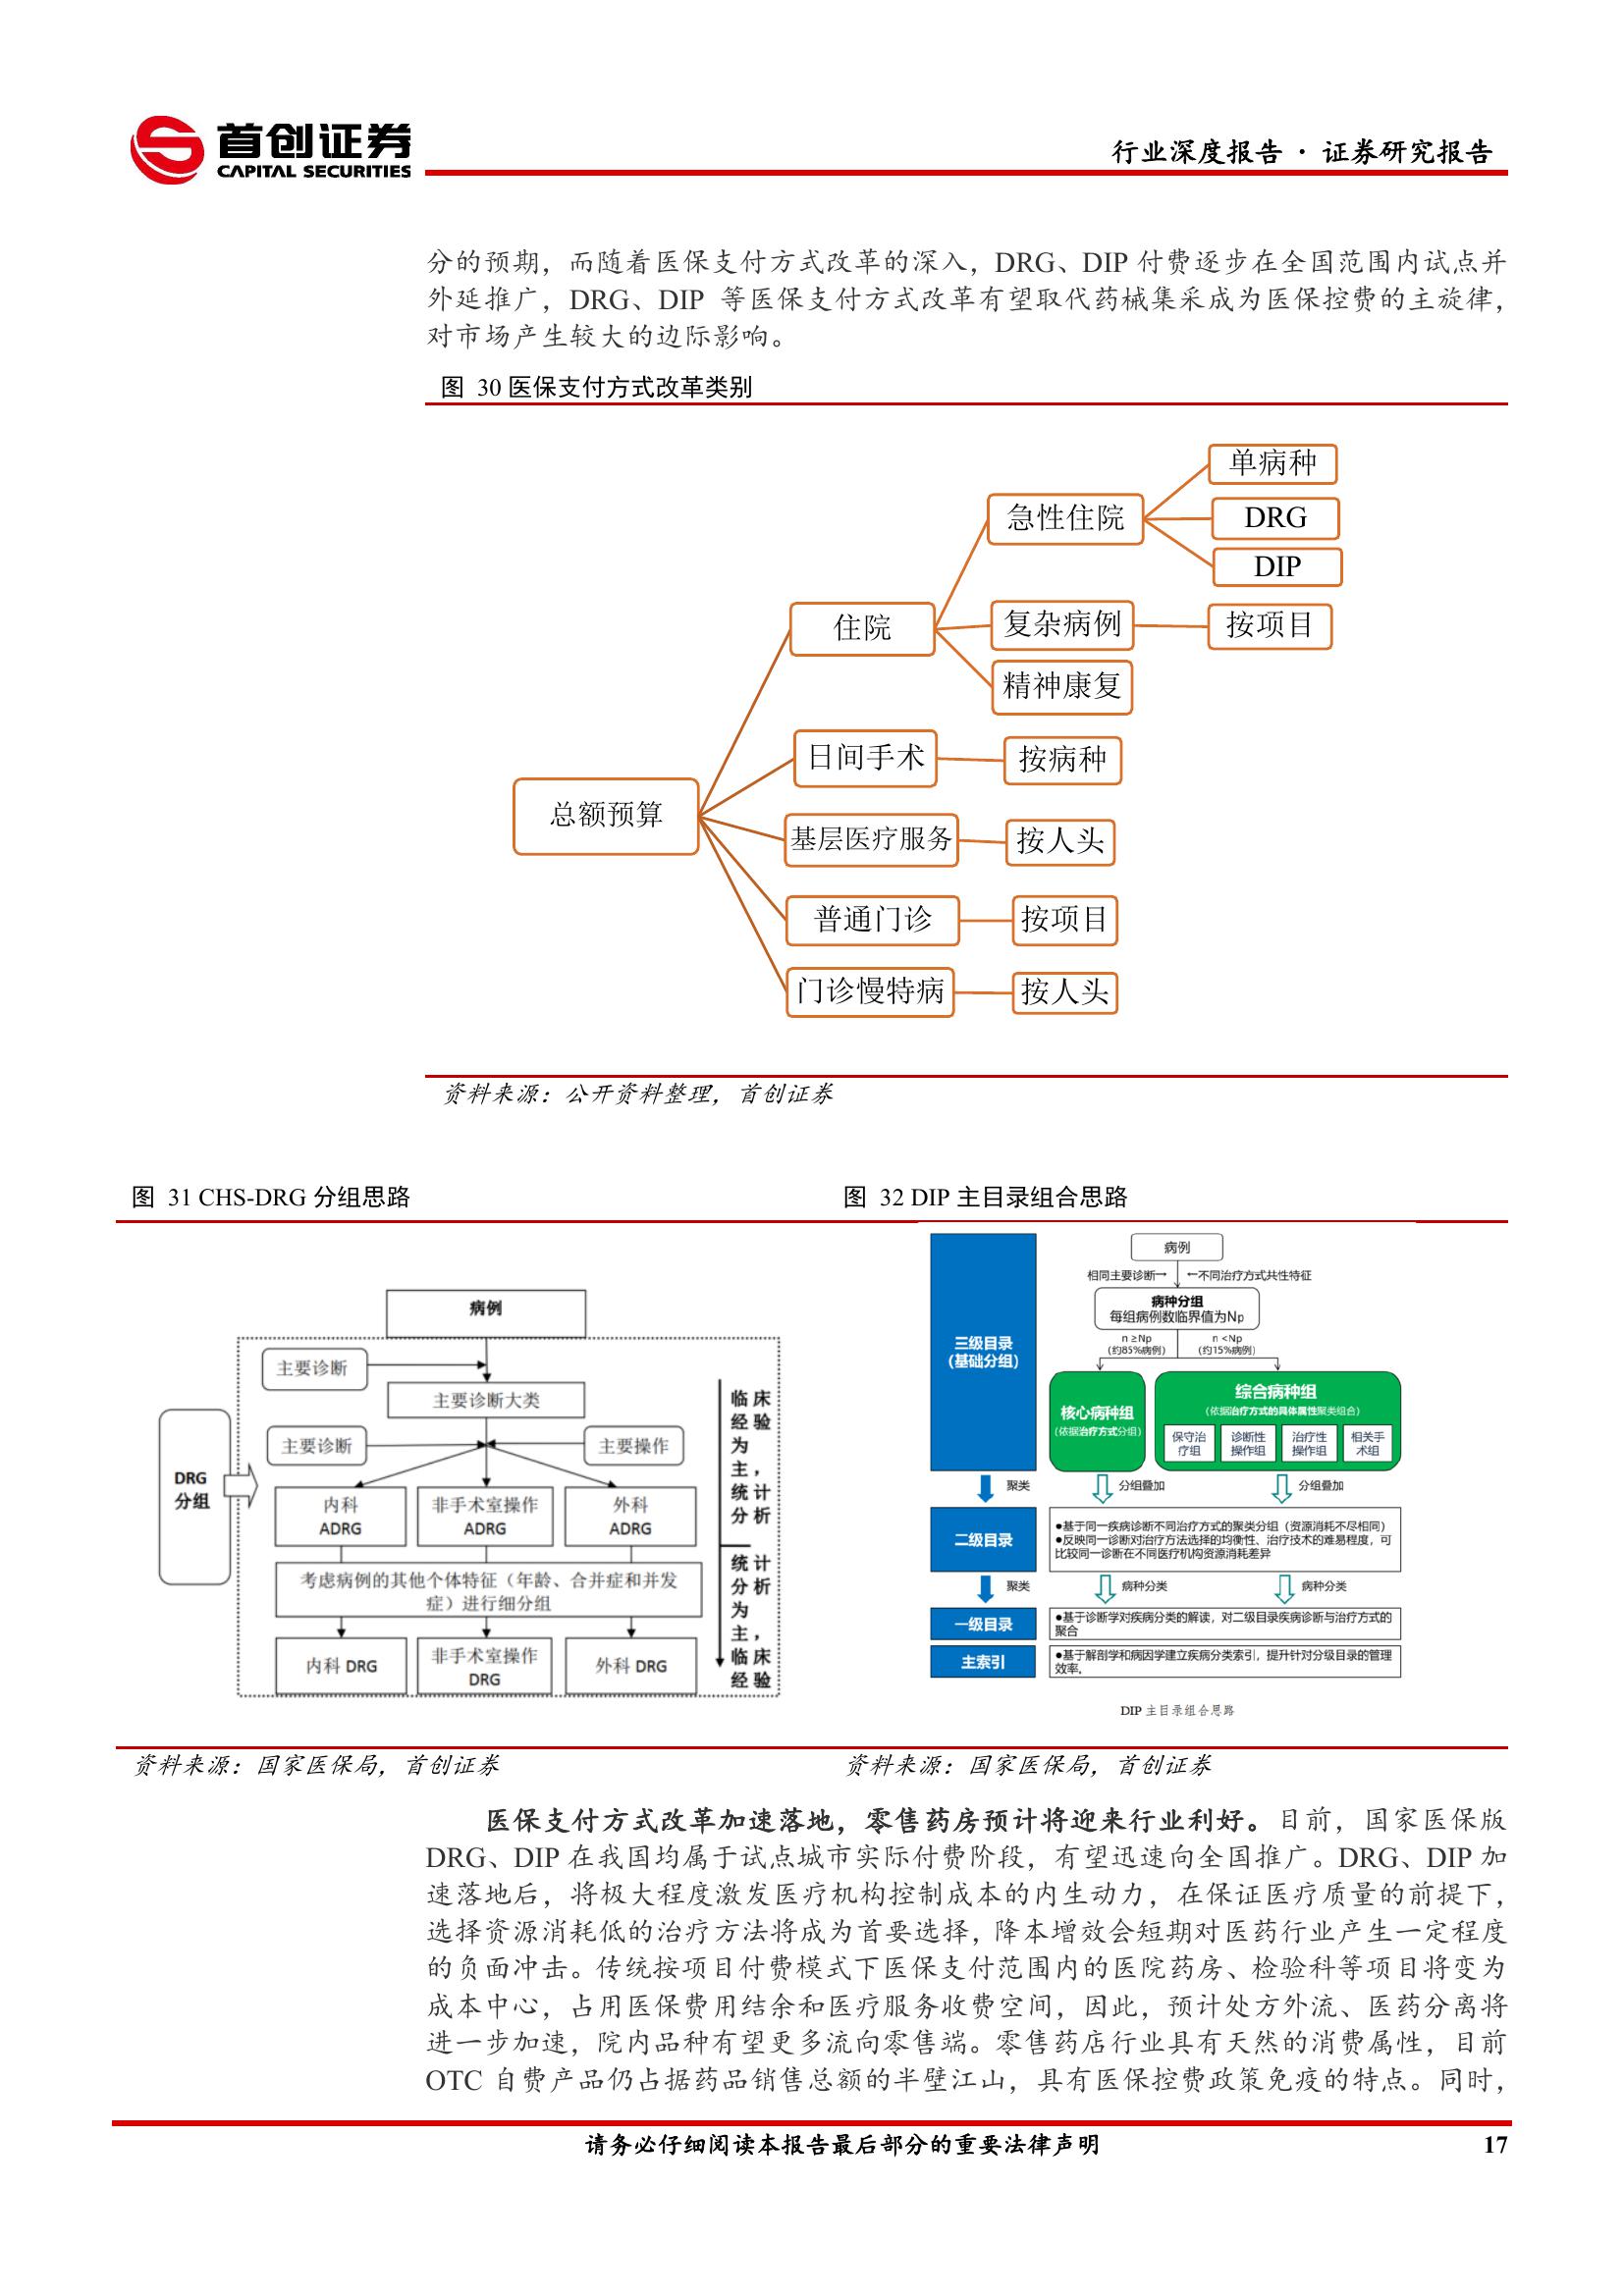 首创证券
CAPITAL SECURITIES
行业深度报告 · 证券研究报告
分的预期，而随着医保支付方式改革的深入，DRG、DIP 付费逐步在全国范围内试点并
外延推广，DRG、DIP 等医保支付方式改革有望取代药械集采成为医保控费的主旋律，
对市场产生较大的边际影响。
图 30 医保支付方式改革类别
单病种
急性住院
DRG
DIP
住院
复杂病例
按项目
精神康复
日间手术
按病种
总额预算
基层医疗服务
按人头
普通门诊
按项目
门诊慢特病
按人头
资料来源：公开资料整理，首创证券
图 31 CHS-DRG 分组思路
病例
主要诊断
主要诊断大类
主要诊断
主要操作
DRG
分组
内科
ADRG
非手术室操作
ADRG
外科
ADRG
考虑病例的其他个体特征（年龄、合并症和并发
症）进行细分组
内科 DRG
非手术室操作
DRG
外科 DRG
临床
经验
为
主，
统计
分析
统计
分析
为
主，
临床
经验
图 32 DIP 主目录组合思路
病例
相同主要诊断→
←不同治疗方式共性特征
病种分组
每组病例数临界值为Np
n ≥Np
(约85%病例)
n <Np
(约15%病例)
三级目录
(基础分组)
核心病种组
(依据治疗方式分组)
综合病种组
(依据治疗方式的具体属性聚类组合)
保守治
疗组
诊断性
操作组
治疗性
操作组
相关手
术组
聚类
分组叠加
分组叠加
二级目录
●基于同一疾病诊断不同治疗方式的聚类分组（资源消耗不尽相同）
●反映同一诊断对治疗方法选择的均衡性、治疗技术的难易程度，可
比较同一诊断在不同医疗机构资源消耗差异
聚类
病种分类
病种分类
一级目录
●基于诊断学对疾病分类的解读，对二级目录疾病诊断与治疗方式的
聚合
主索引
●基于解剖学和病因学建立疾病分类索引，提升针对分级目录的管理
效率，
DIP 主目录组合思路
资料来源：国家医保局，首创证券
资料来源：国家医保局，首创证券
医保支付方式改革加速落地，零售药房预计将迎来行业利好。目前，国家医保版
DRG、DIP 在我国均属于试点城市实际付费阶段，有望迅速向全国推广。DRG、DIP 加
速落地后，将极大程度激发医疗机构控制成本的内生动力，在保证医疗质量的前提下，
选择资源消耗低的治疗方法将成为首要选择，降本增效会短期对医药行业产生一定程度
的负面冲击。传统按项目付费模式下医保支付范围内的医院药房、检验科等项目将变为
成本中心，占用医保费用结余和医疗服务收费空间，因此，预计处方外流、医药分离将
进一步加速，院内品种有望更多流向零售端。零售药店行业具有天然的消费属性，目前
OTC 自费产品仍占据药品销售总额的半壁江山，具有医保控费政策免疫的特点。同时，
请务必仔细阅读本报告最后部分的重要法律声明
17